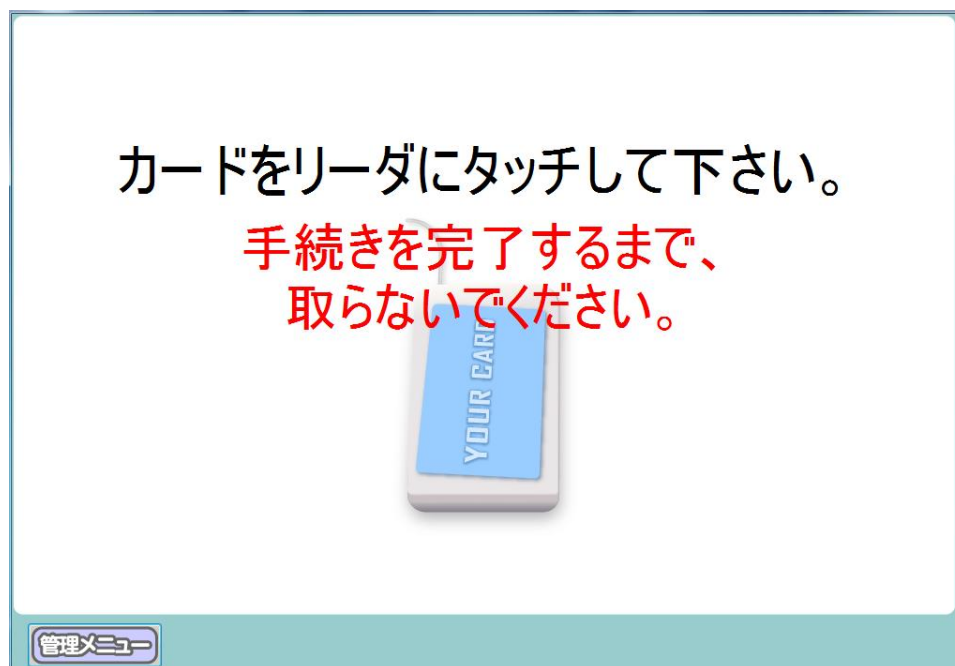 カードをリーダにタッチして下さい。
手続きを完了するまで、
取らないでください。
YOUR CARD
管理メニュー